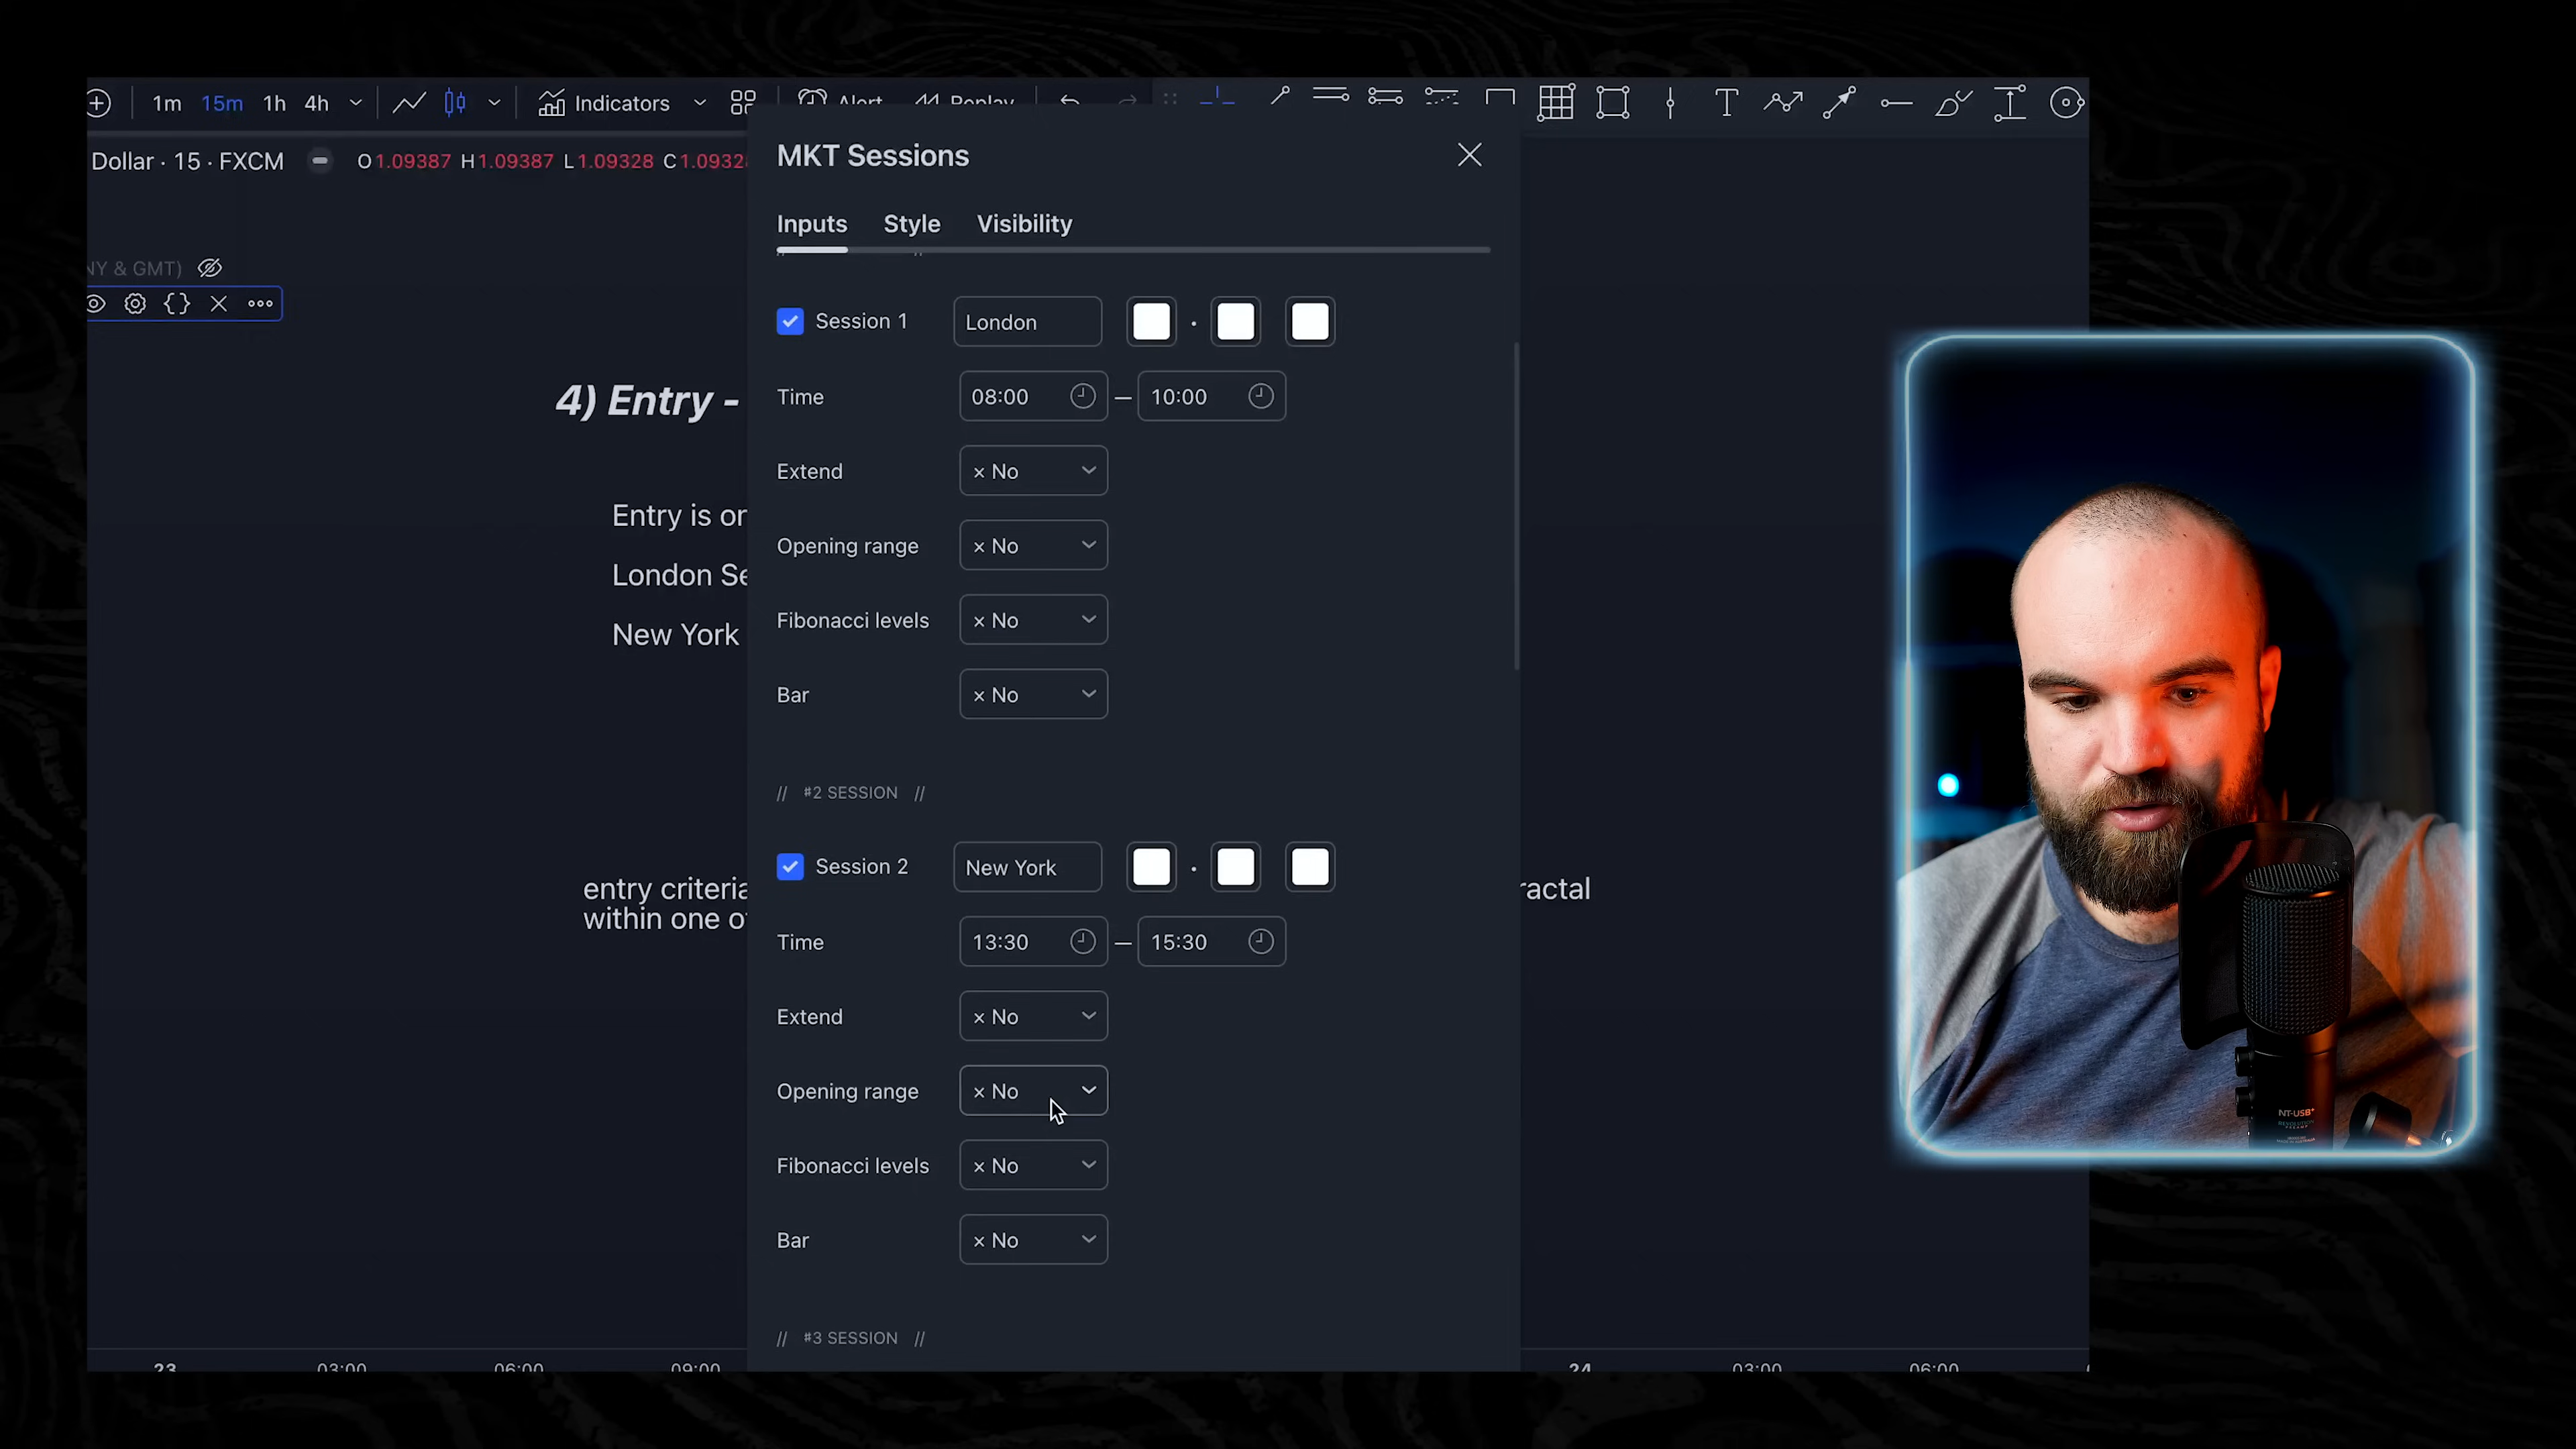 1m 15m 1h 4h Indicators Alert Replay
Dollar · 15 · FXCM O1.09387 H1.09387 L1.09328 C1.0932
NY & GMT)
MKT Sessions
Inputs Style Visibility
Session 1 London
Time 08:00 — 10:00
Extend × No
Opening range × No
Fibonacci levels × No
Bar × No
// #2 SESSION //
Session 2 New York
Time 13:30 — 15:30
Extend × No
Opening range × No
Fibonacci levels × No
Bar × No
// #3 SESSION //
4) Entry -
Entry is or
London Se
New York
entry criteria ractal
within one of
23 03:00 06:00 09:00 24 03:00 06:00
NT-USB+